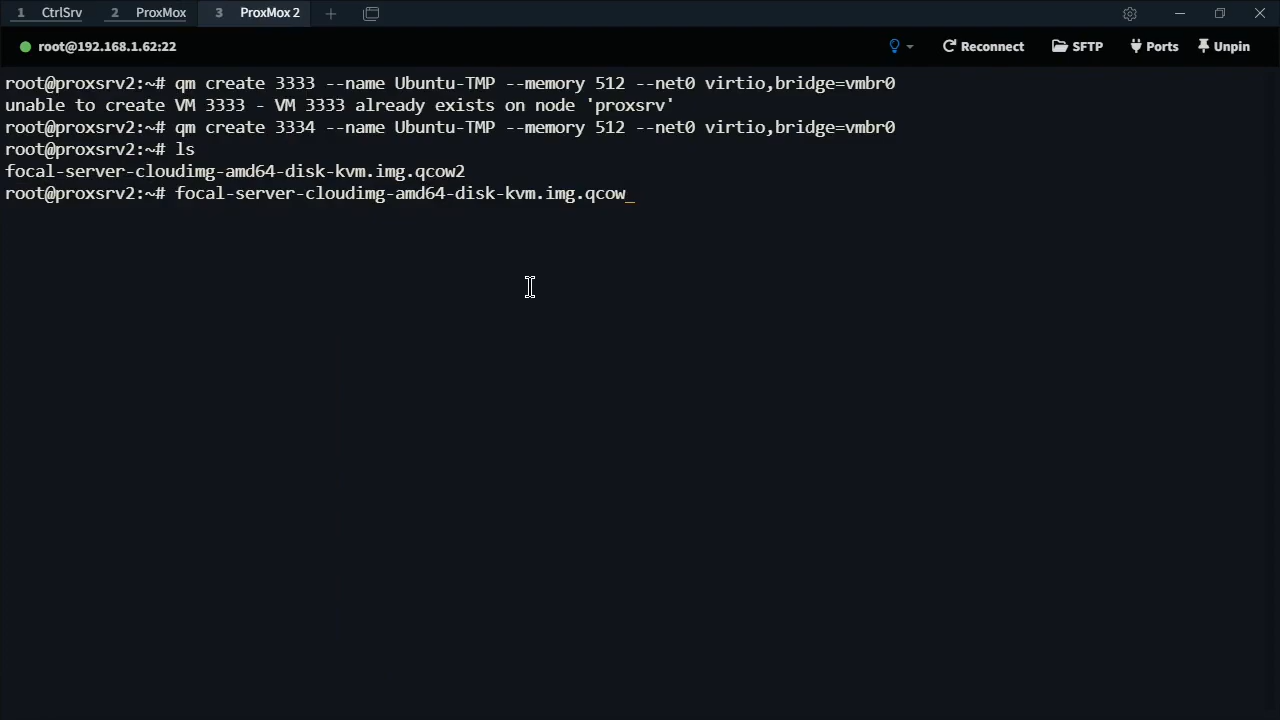 1 CtrlSrv 2 ProxMox 3 ProxMox 2
root@192.168.1.62:22 Reconnect SFTP Ports Unpin
root@proxsrv2:~# qm create 3333 --name Ubuntu-TMP --memory 512 --net0 virtio,bridge=vmbr0
unable to create VM 3333 - VM 3333 already exists on node 'proxsrv'
root@proxsrv2:~# qm create 3334 --name Ubuntu-TMP --memory 512 --net0 virtio,bridge=vmbr0
root@proxsrv2:~# ls
focal-server-cloudimg-amd64-disk-kvm.img.qcow2
root@proxsrv2:~# focal-server-cloudimg-amd64-disk-kvm.img.qcow_